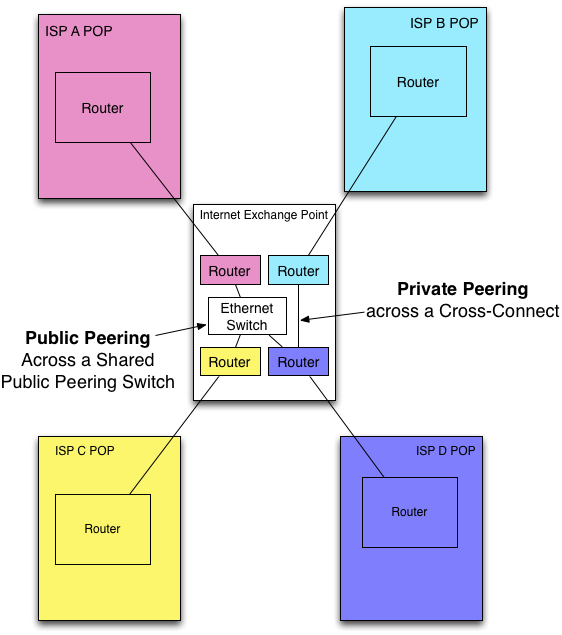 ISP A POP
Router
ISP B POP
Router
Internet Exchange Point
Router
Router
Ethernet
Switch
Router
Router
Private Peering
across a Cross-Connect
Public Peering
Across a Shared
Public Peering Switch
ISP C POP
Router
ISP D POP
Router